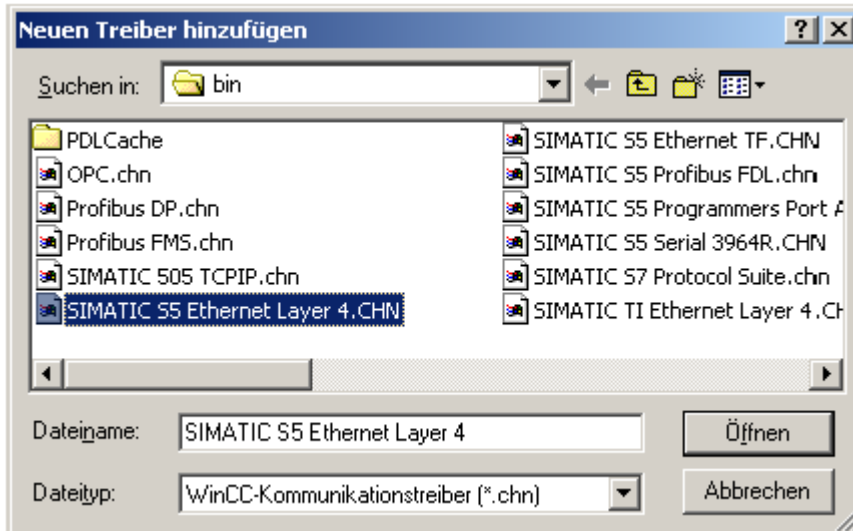 Neuen Treiber hinzufügen
Suchen in: bin
PDLCache
OPC.chn
Profibus DP.chn
Profibus FMS.chn
SIMATIC 505 TCPIP.chn
SIMATIC S5 Ethernet Layer 4.CHN
SIMATIC S5 Ethernet TF.CHN
SIMATIC S5 Profibus FDL.chn
SIMATIC S5 Programmers Port A
SIMATIC S5 Serial 3964R.CHN
SIMATIC S7 Protocol Suite.chn
SIMATIC TI Ethernet Layer 4.CH
Dateiname: SIMATIC S5 Ethernet Layer 4 Öffnen
Dateityp: WinCC-Kommunikationstreiber (*.chn) Abbrechen